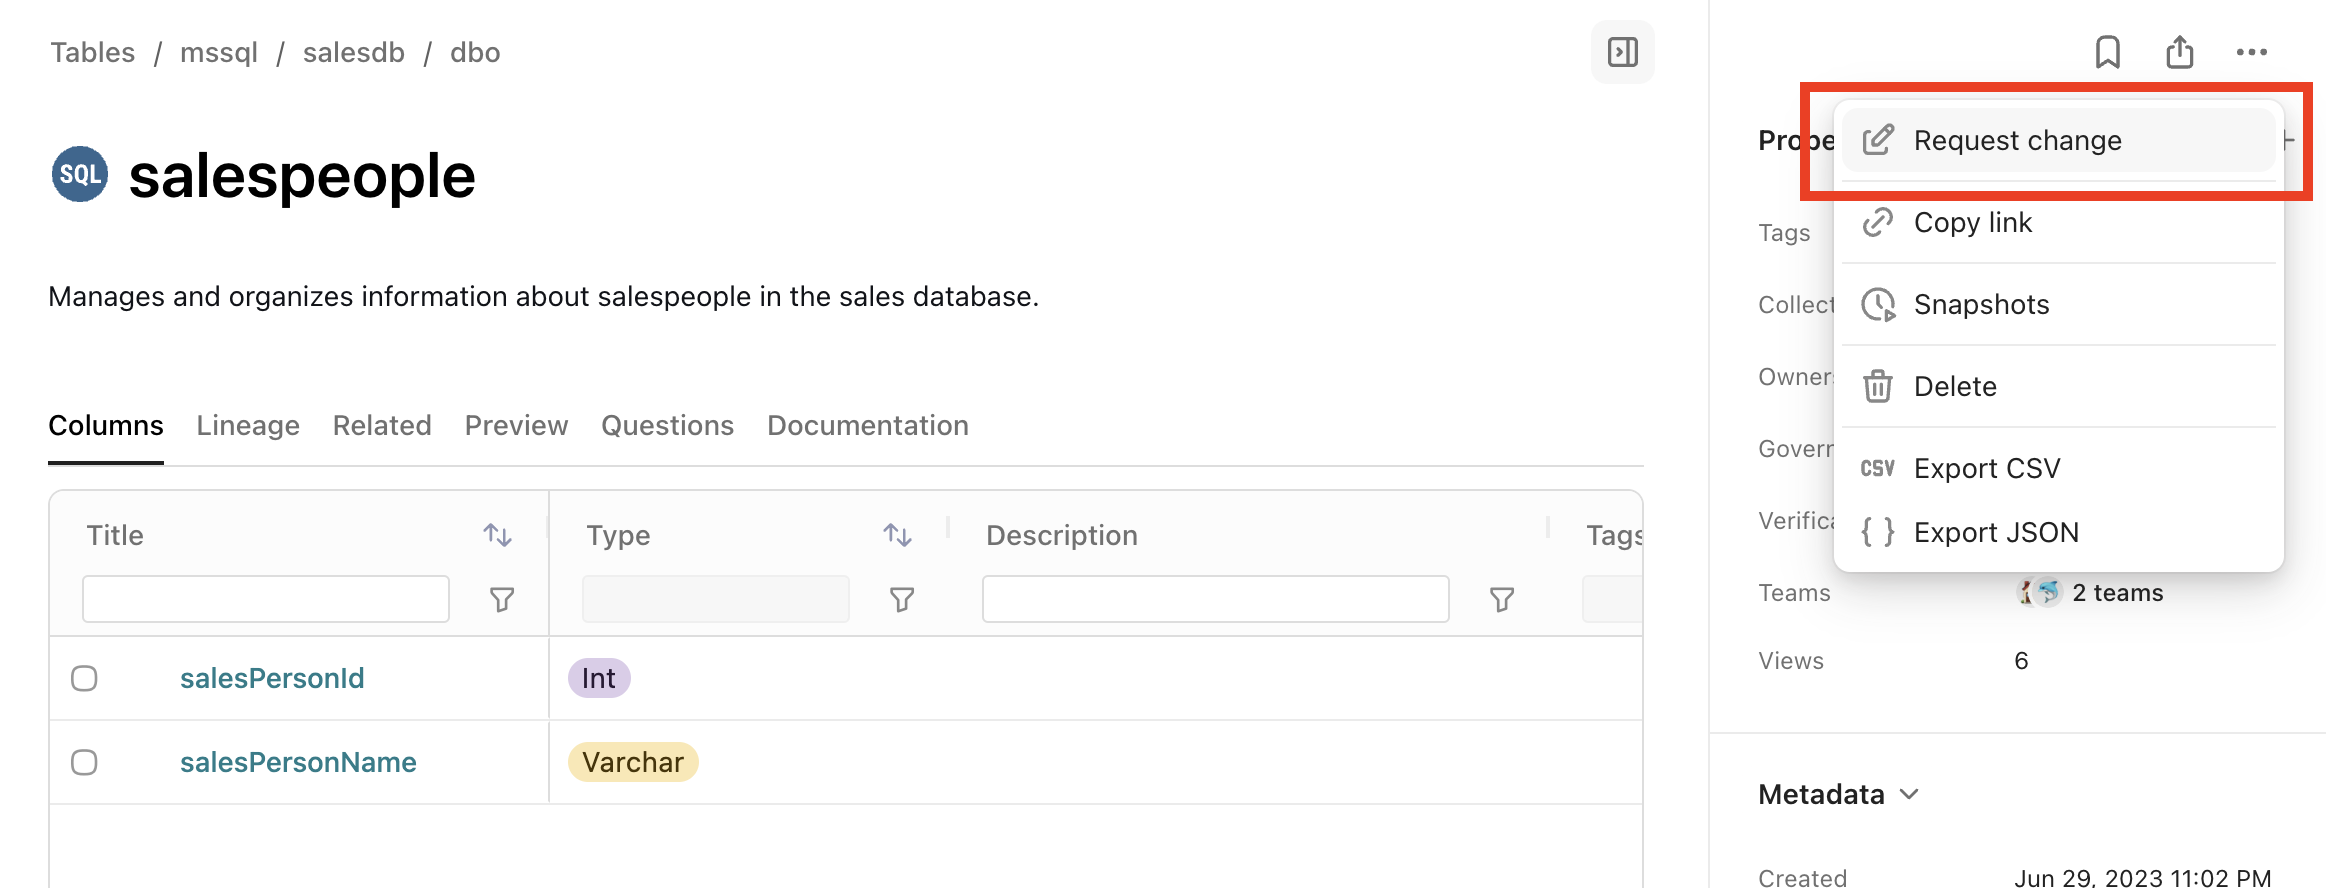 Tables / mssql / salesdb / dbo
SQL salespeople
Manages and organizes information about salespeople in the sales database.
Columns Lineage Related Preview Questions Documentation
Title Type Description Tags
salesPersonId Int
salesPersonName Varchar
Prope
Tags
Collect
Owners
Govern
Verifica
Teams 2 teams
Views 6
Metadata
Created Jun 29, 2023 11:02 PM
Request change
Copy link
Snapshots
Delete
CSV Export CSV
{ } Export JSON